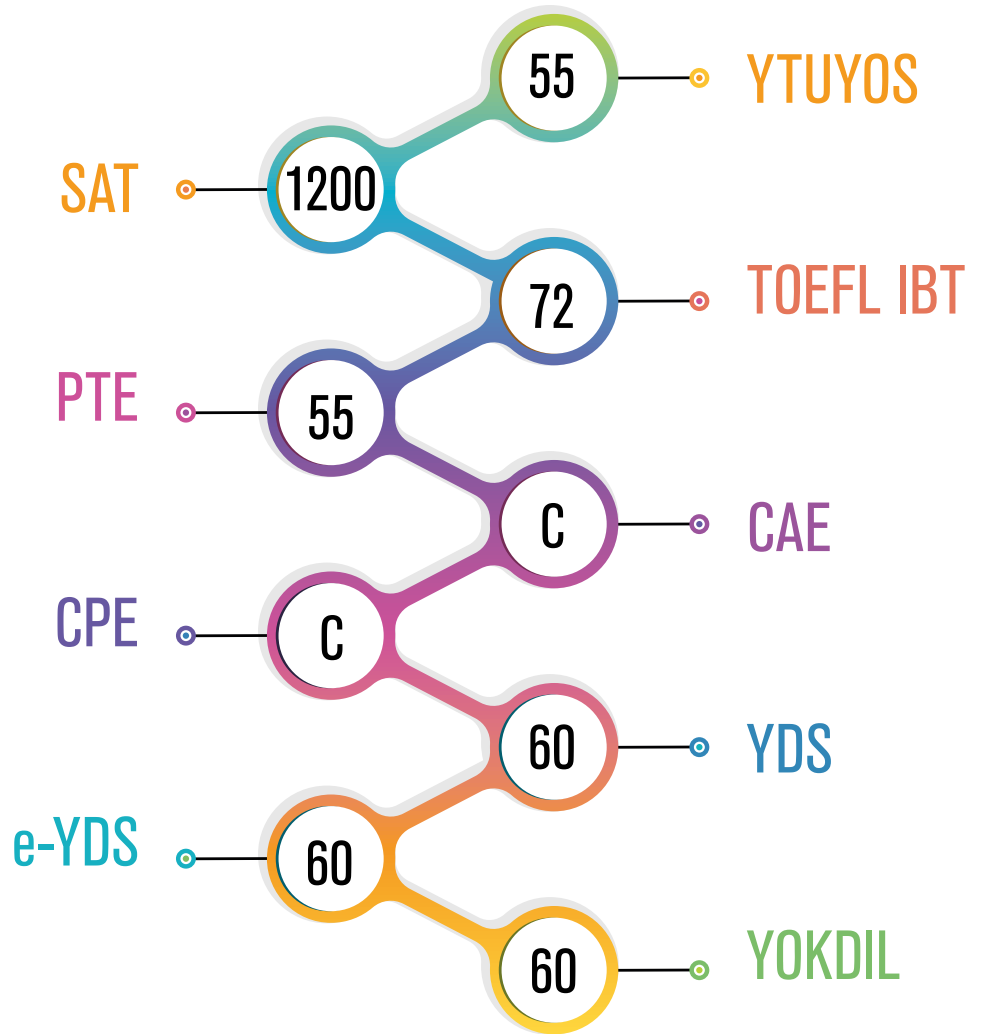 55
YTUYOS
SAT
1200
72
TOEFL IBT
PTE
55
C
CAE
CPE
C
60
YDS
e-YDS
60
60
YOKDIL